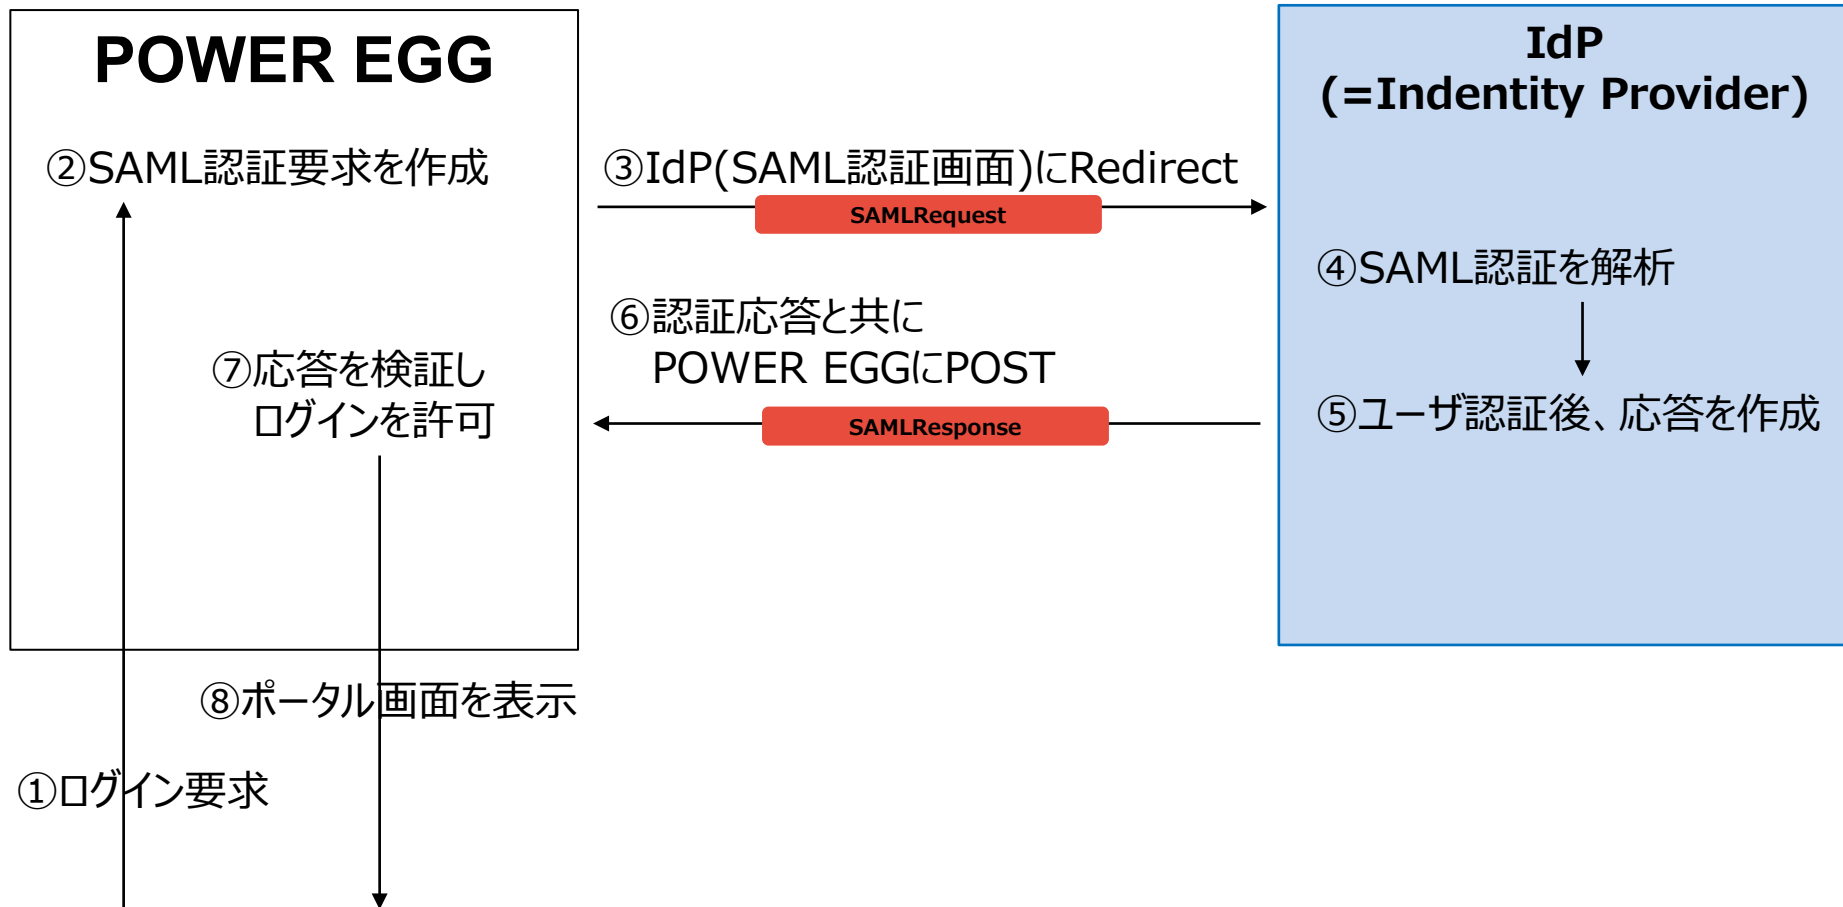 POWER EGG
②SAML認証要求を作成
⑦応答を検証し
ログインを許可
⑧ポータル画面を表示
①ログイン要求
③IdP(SAML認証画面)にRedirect
SAMLRequest
⑥認証応答と共に
POWER EGGにPOST
SAMLResponse
IdP
(=Indentity Provider)
④SAML認証を解析
⑤ユーザ認証後、応答を作成